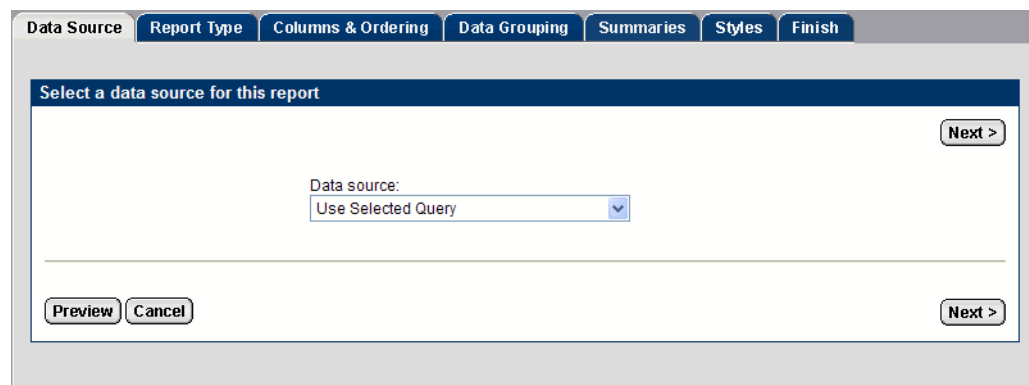 Data Source Report Type Columns & Ordering Data Grouping Summaries Styles Finish
Select a data source for this report
Next >
Data source:
Use Selected Query
Preview Cancel Next >